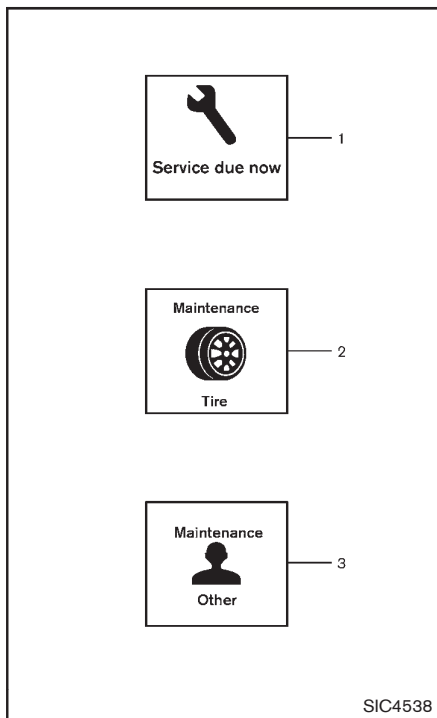 Service due now
1
Maintenance
Tire
2
Maintenance
Other
3
SIC4538